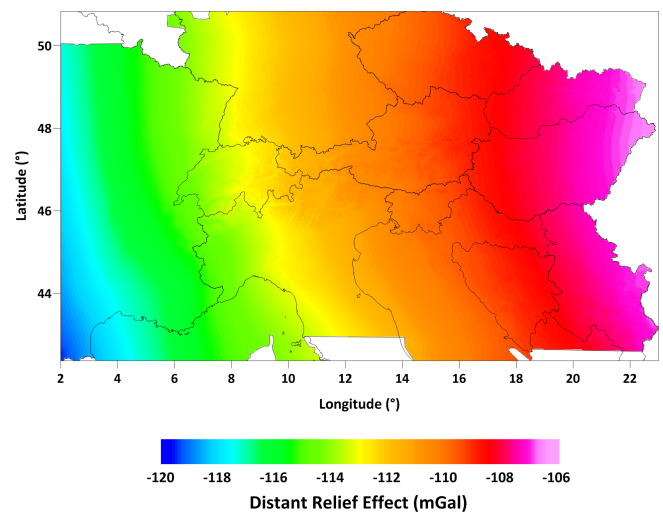 50
48
46
44
Latitude (°)
2 4 6 8 10 12 14 16 18 20 22
Longitude (°)
-120 -118 -116 -114 -112 -110 -108 -106
Distant Relief Effect (mGal)